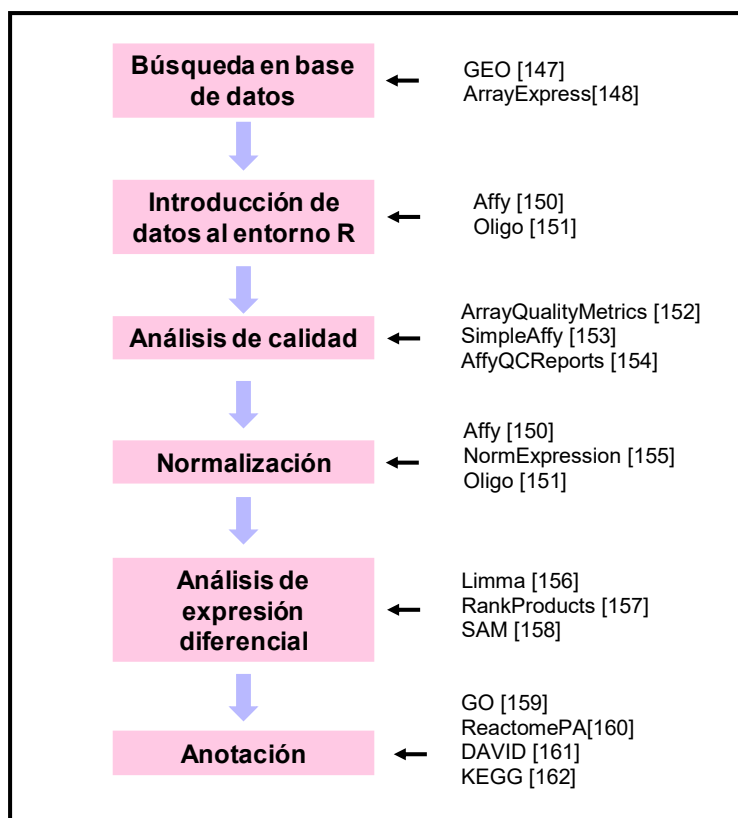 Búsqueda en base
de datos
GEO [147]
ArrayExpress[148]
Introducción de
datos al entorno R
Affy [150]
Oligo [151]
Análisis de calidad
ArrayQualityMetrics [152]
SimpleAffy [153]
AffyQCReports [154]
Normalización
Affy [150]
NormExpression [155]
Oligo [151]
Análisis de
expresión
diferencial
Limma [156]
RankProducts [157]
SAM [158]
Anotación
GO [159]
ReactomePA[160]
DAVID [161]
KEGG [162]